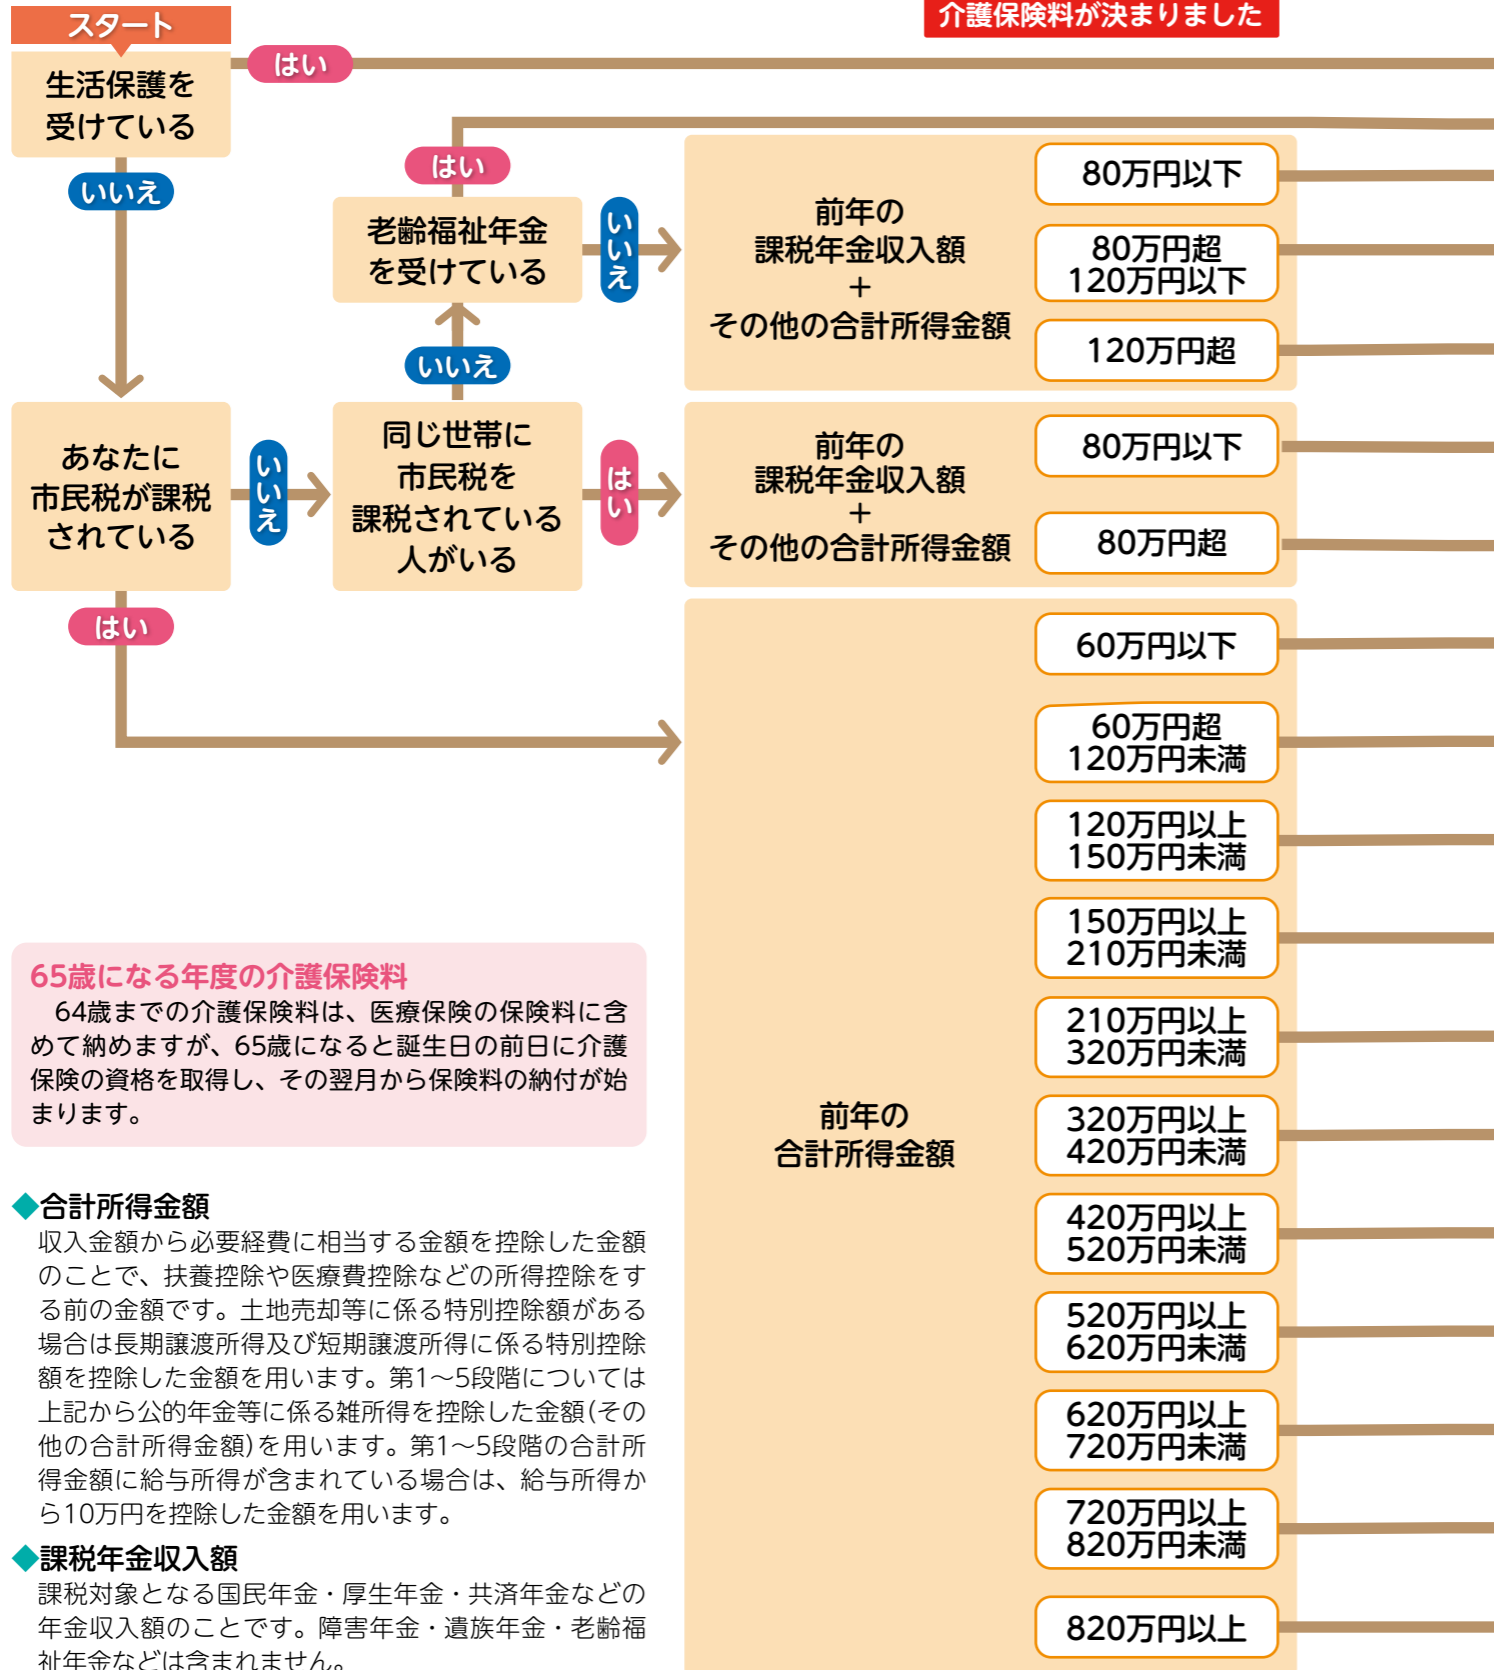 介護保険料が決まりました
スタート
生活保護を
受けている
はい
いいえ
はい
老齢福祉年金
を受けている
いいえ
前年の
課税年金収入額
+
その他の合計所得金額
80万円以下
80万円超
120万円以下
120万円超
いいえ
あなたに
市民税が課税
されている
いいえ
同じ世帯に
市民税を
課税されている
人がいる
はい
前年の
課税年金収入額
+
その他の合計所得金額
80万円以下
80万円超
はい
前年の
合計所得金額
60万円以下
60万円超
120万円未満
120万円以上
150万円未満
150万円以上
210万円未満
210万円以上
320万円未満
320万円以上
420万円未満
420万円以上
520万円未満
520万円以上
620万円未満
620万円以上
720万円未満
720万円以上
820万円未満
820万円以上
65歳になる年度の介護保険料
64歳までの介護保険料は、医療保険の保険料に含
めて納めますが、65歳になると誕生日の前日に介護
保険の資格を取得し、その翌月から保険料の納付が始
まります。
◆合計所得金額
収入金額から必要経費に相当する金額を控除した金額
のことで、扶養控除や医療費控除などの所得控除をす
る前の金額です。土地売却等に係る特別控除額がある
場合は長期譲渡所得及び短期譲渡所得に係る特別控除
額を控除した金額を用います。第1～5段階については
上記から公的年金等に係る雑所得を控除した金額(その
他の合計所得金額)を用います。第1～5段階の合計所
得金額に給与所得が含まれている場合は、給与所得か
ら10万円を控除した金額を用います。
◆課税年金収入額
課税対象となる国民年金・厚生年金・共済年金などの
年金収入額のことです。障害年金・遺族年金・老齢福
祉年金などは含まれません。